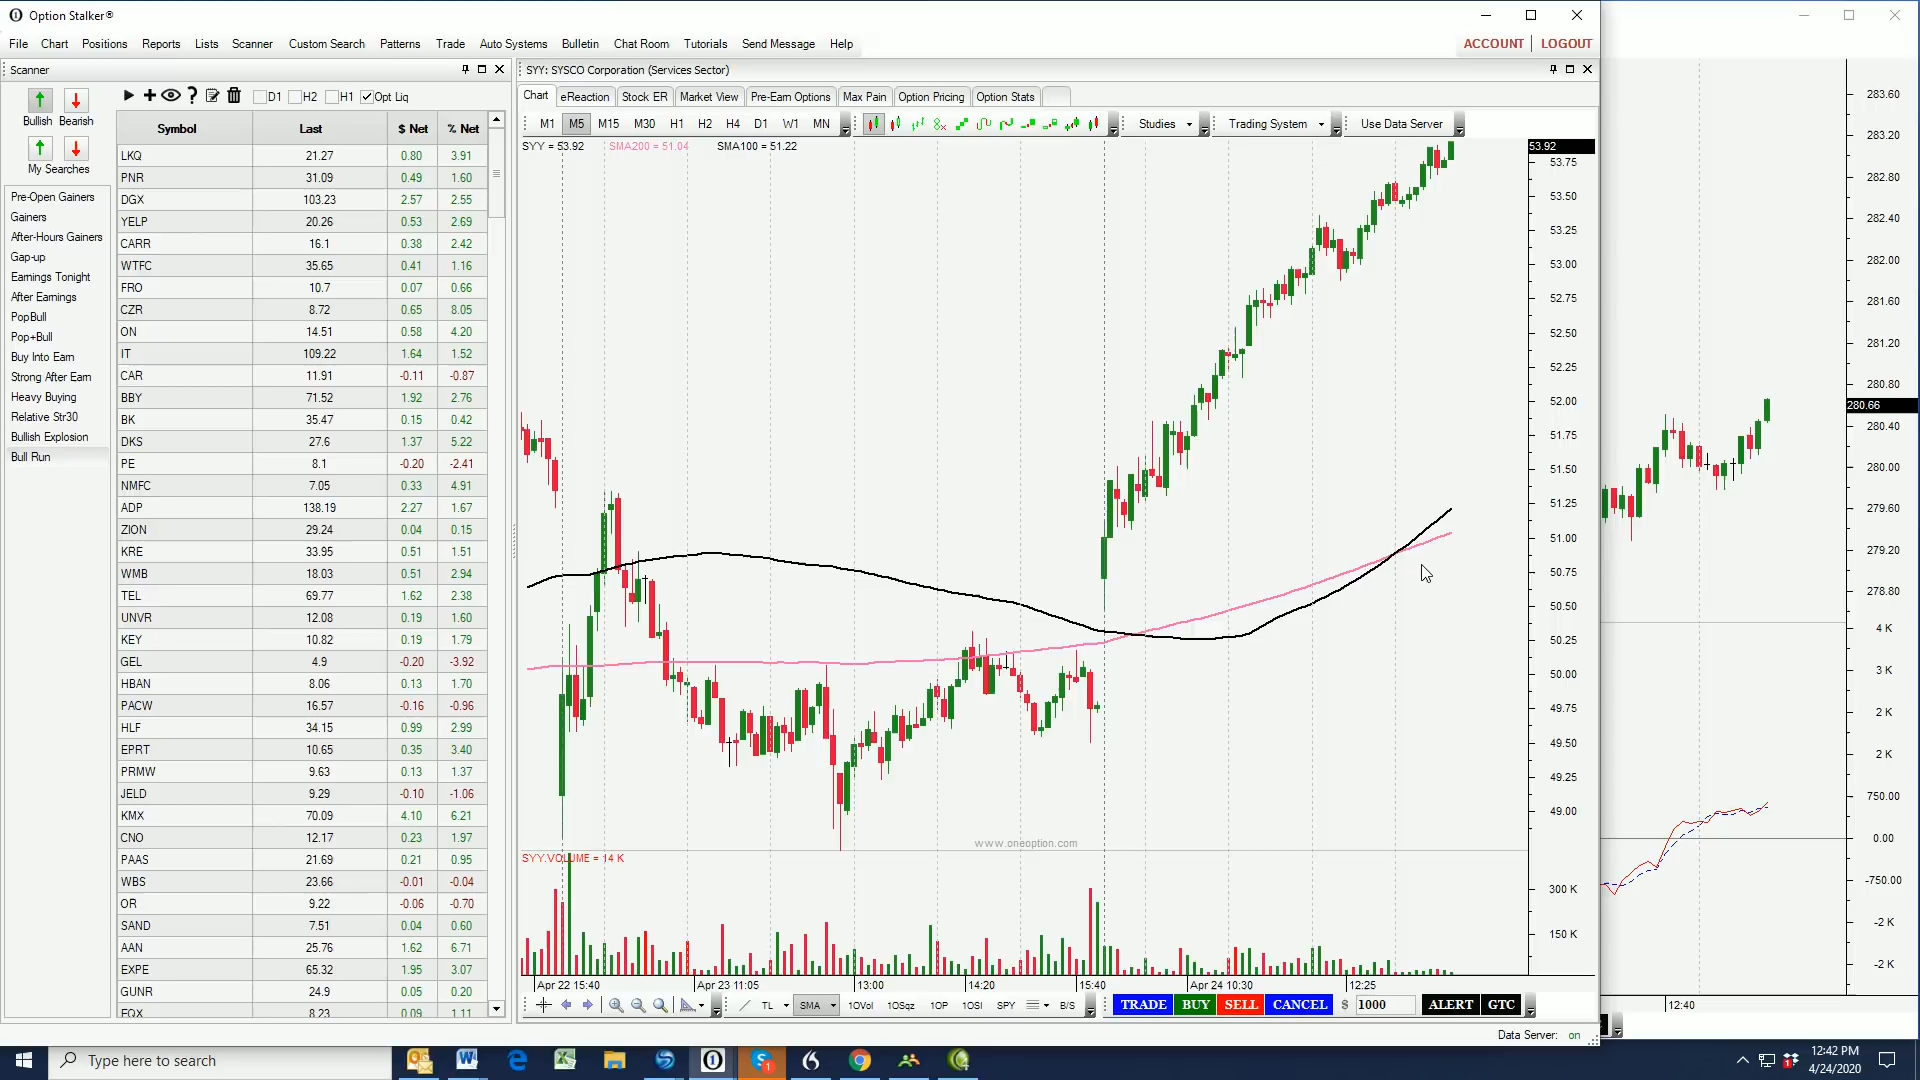 Option Stalker®
File Chart Positions Reports Lists Scanner Custom Search Patterns Trade Auto Systems Bulletin Chat Room Tutorials Send Message Help ACCOUNT LOGOUT
Scanner
SYY: SYSCO Corporation (Services Sector)
D1 H2 H1 Opt Liq
Chart eReaction Stock ER Market View Pre-Earn Options Max Pain Option Pricing Option Stats
Bullish Bearish
My Searches
M1 M5 M15 M30 H1 H2 H4 D1 W1 MN Studies Trading System Use Data Server
Pre-Open Gainers
Gainers
After-Hours Gainers
Gap-up
Earnings Tonight
After Earnings
PopBull
Pop+Bull
Buy Into Earn
Strong After Earn
Heavy Buying
Relative Str30
Bullish Explosion
Bull Run
Symbol Last $ Net % Net
LKQ 21.27 0.80 3.91
PNR 31.09 0.49 1.60
DGX 103.23 2.57 2.55
YELP 20.26 0.53 2.69
CARR 16.1 0.38 2.42
WTFC 35.65 0.41 1.16
FRO 10.7 0.07 0.66
CZR 8.72 0.65 8.05
ON 14.51 0.58 4.20
IT 109.22 1.64 1.52
CAR 11.91 -0.11 -0.87
BBY 71.52 1.92 2.76
BK 35.47 0.15 0.42
DKS 27.6 1.37 5.22
PE 8.1 -0.20 -2.41
NMFC 7.05 0.33 4.91
ADP 138.19 2.27 1.67
ZION 29.24 0.04 0.15
KRE 33.95 0.51 1.51
WMB 18.03 0.51 2.94
TEL 69.77 1.62 2.38
UNVR 12.08 0.19 1.60
KEY 10.82 0.19 1.79
GEL 4.9 -0.20 -3.92
HBAN 8.06 0.13 1.70
PACW 16.57 -0.16 -0.96
HLF 34.15 0.99 2.99
EPRT 10.65 0.35 3.40
PRMW 9.63 0.13 1.37
JELD 9.29 -0.10 -1.06
KMX 70.09 4.10 6.21
CNO 12.17 0.23 1.97
PAAS 21.69 0.21 0.95
WBS 23.66 -0.01 -0.04
OR 9.22 -0.06 -0.70
SAND 7.51 0.04 0.60
AAN 25.76 1.62 6.71
EXPE 65.32 1.95 3.07
GUNR 24.9 0.05 0.20
EQX 8.23 0.09 1.11
SYY = 53.92 SMA200 = 51.04 SMA100 = 51.22
53.92
53.75
53.50
53.25
53.00
52.75
52.50
52.25
52.00
51.75
51.50
51.25
51.00
50.75
50.50
50.25
50.00
49.75
49.50
49.25
49.00
www.oneoption.com
SYY.VOLUME = 14 K
300 K
150 K
Apr 22 15:40 Apr 23 11:05 13:00 14:20 15:40 Apr 24 10:30 12:25
TL SMA 1OVol 1OSqz 1OP 1OSI SPY B/S TRADE BUY SELL CANCEL $ 1000 ALERT GTC
Data Server: on
283.60
283.20
282.80
282.40
282.00
281.60
281.20
280.80
280.66
280.40
280.00
279.60
279.20
278.80
4 K
3 K
2 K
2 K
750.00
0.00
-750.00
-2 K
-2 K
12:40
Type here to search
12:42 PM
4/24/2020